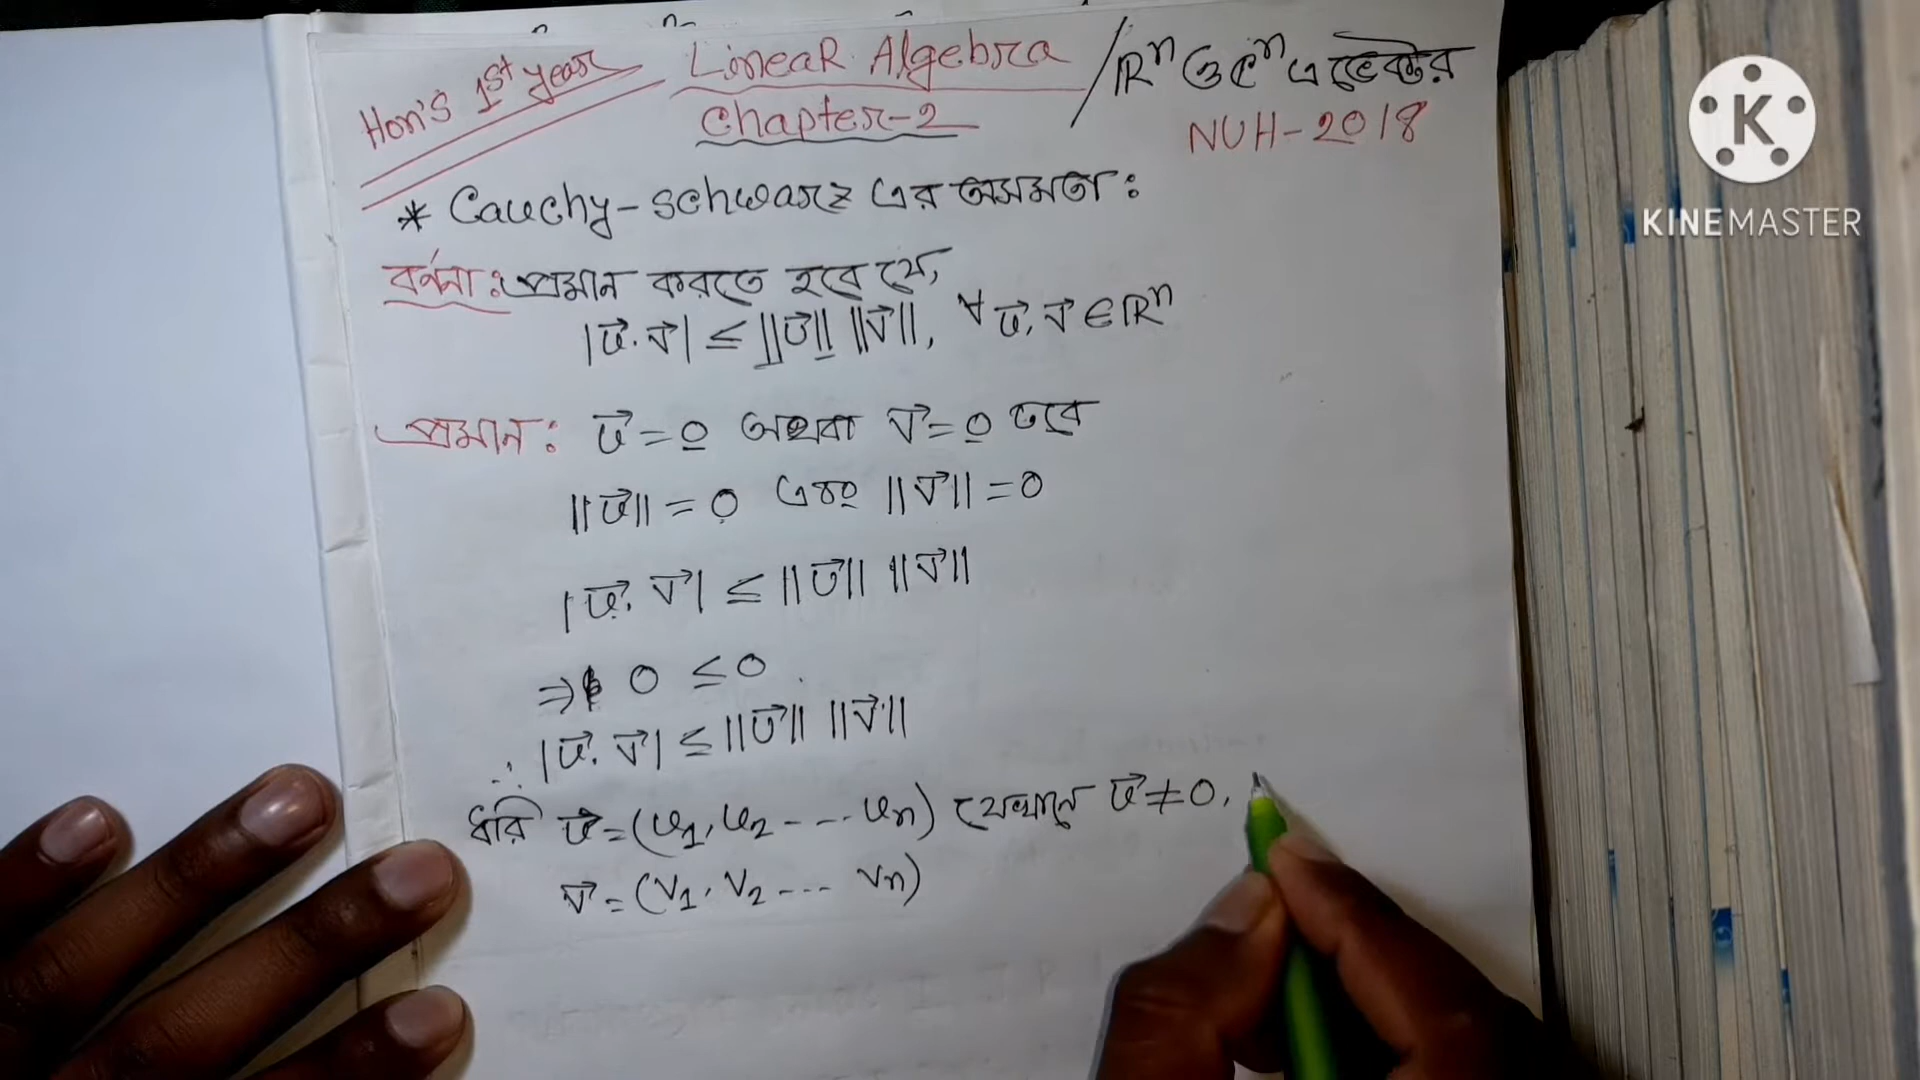 Hon's 1st year
Linear Algebra / ℝⁿ ও ℂⁿ এ ভেক্টর
Chapter-2
NUH-2018
* Cauchy-schwarz এর অসমতা:
বর্ণনা: প্রমান করতে হবে যে,
|u⃗. v⃗| ≤ ||u⃗|| ||v⃗||, ∀ u⃗, v⃗ ∈ ℝⁿ
প্রমান: u⃗ = 0 অথবা v⃗ = 0 তবে
||u⃗|| = 0 এবং ||v⃗|| = 0
|u⃗. v⃗| ≤ ||u⃗|| ||v⃗||
⇒ 0 ≤ 0
∴ |u⃗. v⃗| ≤ ||u⃗|| ||v⃗||
ধরি u⃗ = (u₁, u₂ --- uₙ) যেখানে u⃗ ≠ 0,
v⃗ = (v₁, v₂ --- vₙ)
K
KINEMASTER